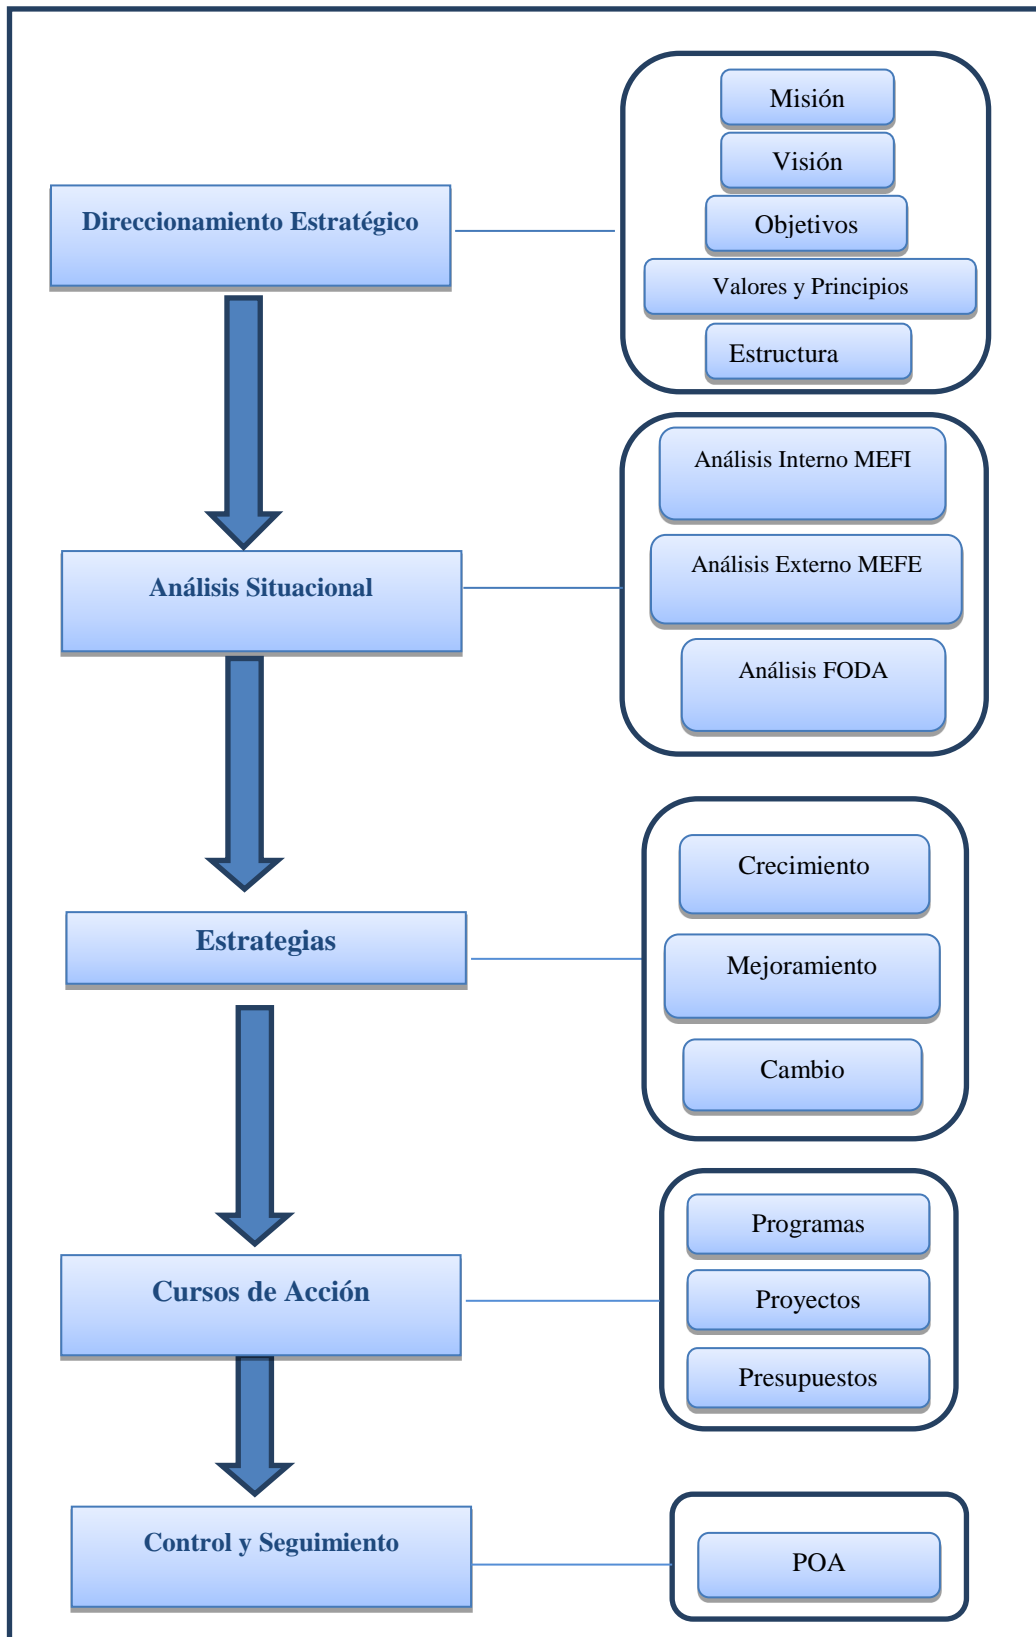 Direccionamiento Estratégico
Misión
Visión
Objetivos
Valores y Principios
Estructura
Análisis Situacional
Análisis Interno MEFI
Análisis Externo MEFE
Análisis FODA
Estrategias
Crecimiento
Mejoramiento
Cambio
Cursos de Acción
Programas
Proyectos
Presupuestos
Control y Seguimiento
POA